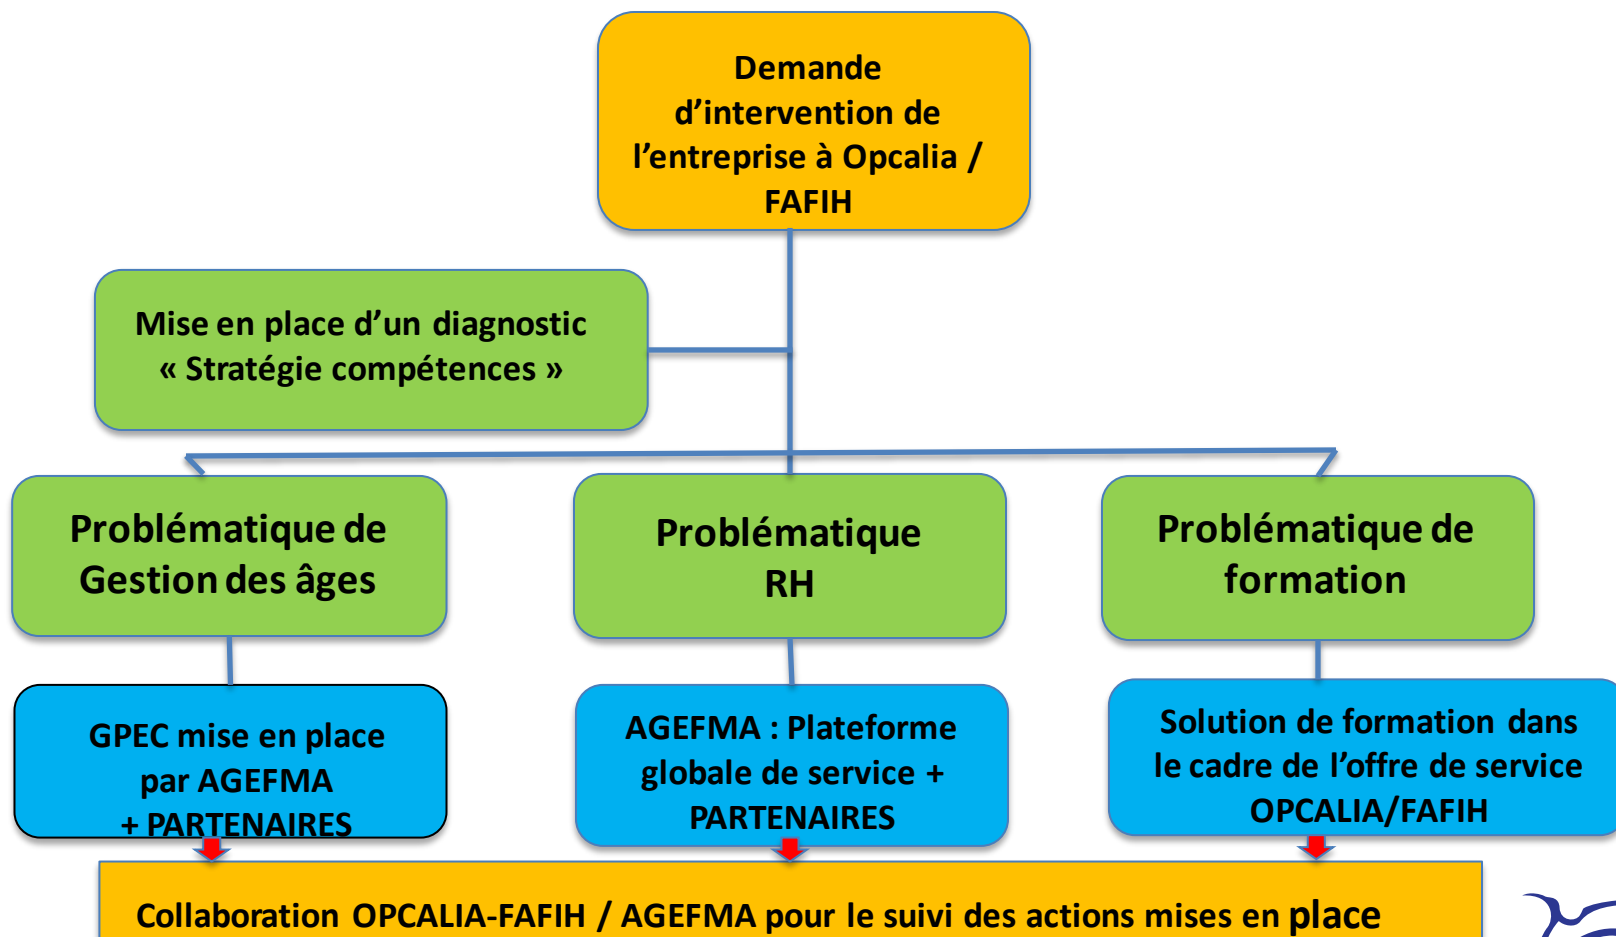 Demande
d’intervention de
l’entreprise à Opcalia /
FAFIH
Mise en place d’un diagnostic
« Stratégie compétences »
Problématique de
Gestion des âges
Problématique
RH
Problématique de
formation
GPEC mise en place
par AGEFMA
+ PARTENAIRES
AGEFMA : Plateforme
globale de service +
PARTENAIRES
Solution de formation dans
le cadre de l’offre de service
OPCALIA/FAFIH
Collaboration OPCALIA-FAFIH / AGEFMA pour le suivi des actions mises en place